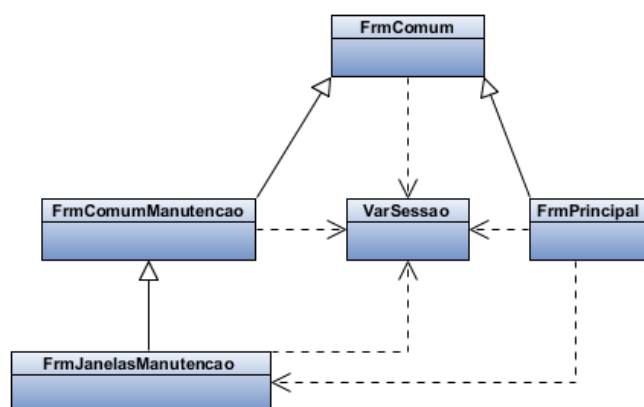 FrmComum
FrmComumManutencao
VarSessao
FrmPrincipal
FrmJanelasManutencao